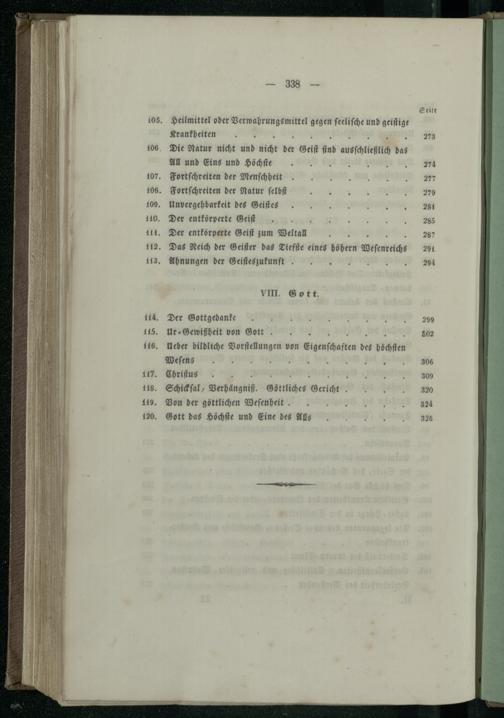 — 338 —
Seite
105. Heilmittel oder Verwahrungsmittel gegen seelische und geistige
Krankheiten . . . . . . . . . . 273
106. Die Natur nicht und nicht der Geist sind ausschließlich das
All und Eins und Höchste . . . . . . 274
107. Fortschreiten der Menschheit . . . . . . . 277
108. Fortschreiten der Natur selbst . . . . . . 279
109. Unvergehbarkeit des Geistes . . . . . . . 281
110. Der entkörperte Geist . . . . . . . . 285
111. Der entkörperte Geist zum Weltall . . . . . 287
112. Das Reich der Geister das Tiefste eines höhern Wesenreichs 291
113. Ahnungen der Geisteszukunft . . . . . . . 294
VIII. Gott.
114. Der Gottgedanke . . . . . . . . . 299
115. Ur-Gewißheit von Gott . . . . . . . . 302
116. Ueber bildliche Vorstellungen von Eigenschaften des höchsten
Wesens . . . . . . . . . . . 306
117. Christus . . . . . . . . . . . 309
118. Schicksal, Verhängniß. Göttliches Gericht . . . . 320
119. Von der göttlichen Wesenheit . . . . . . . 324
120. Gott das Höchste und Eine des Alls . . . . . 326